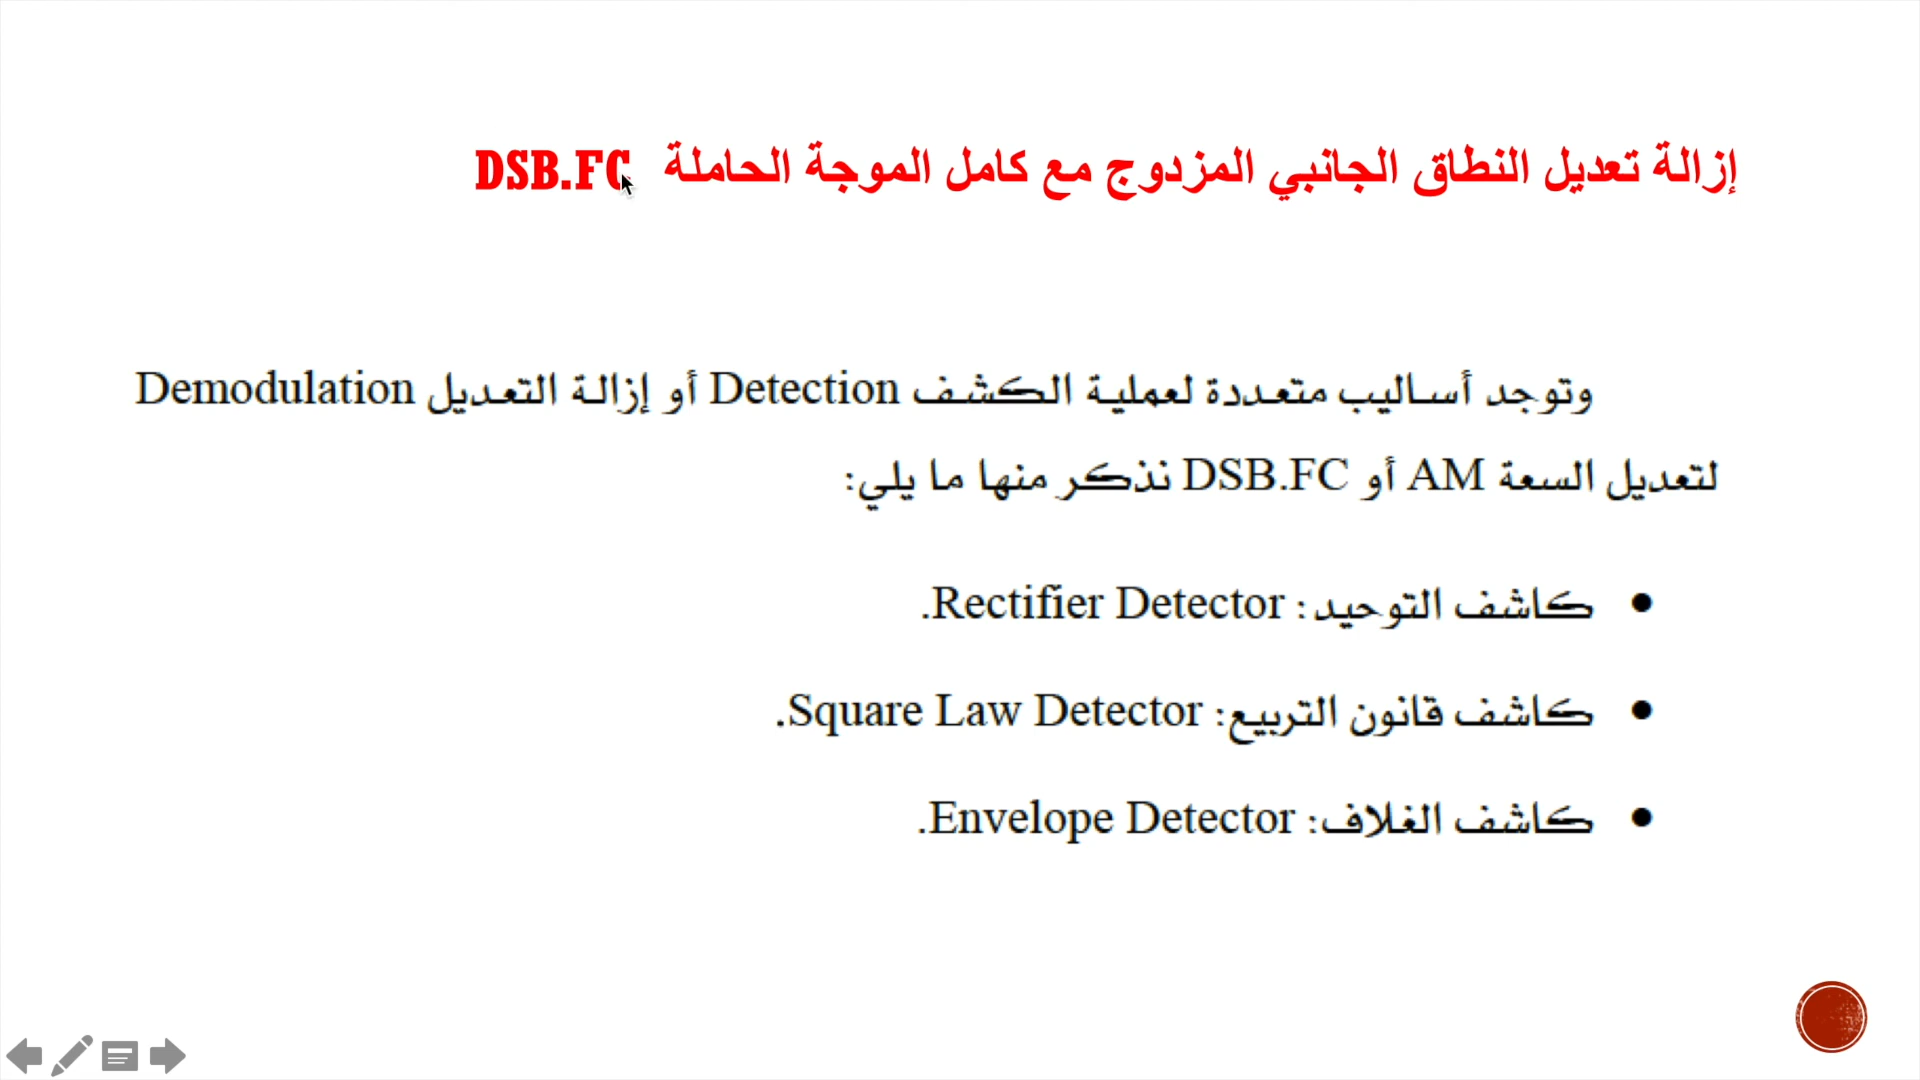 إزالة تعديل النطاق الجانبي المزدوج مع كامل الموجة الحاملة DSB.FC
وتوجد أساليب متعددة لعملية الكشف Detection أو إزالة التعديل Demodulation
لتعديل السعة AM أو DSB.FC نذكر منها ما يلي:
• كاشف التوحيد: Rectifier Detector.
• كاشف قانون التربيع: Square Law Detector.
• كاشف الغلاف: Envelope Detector.